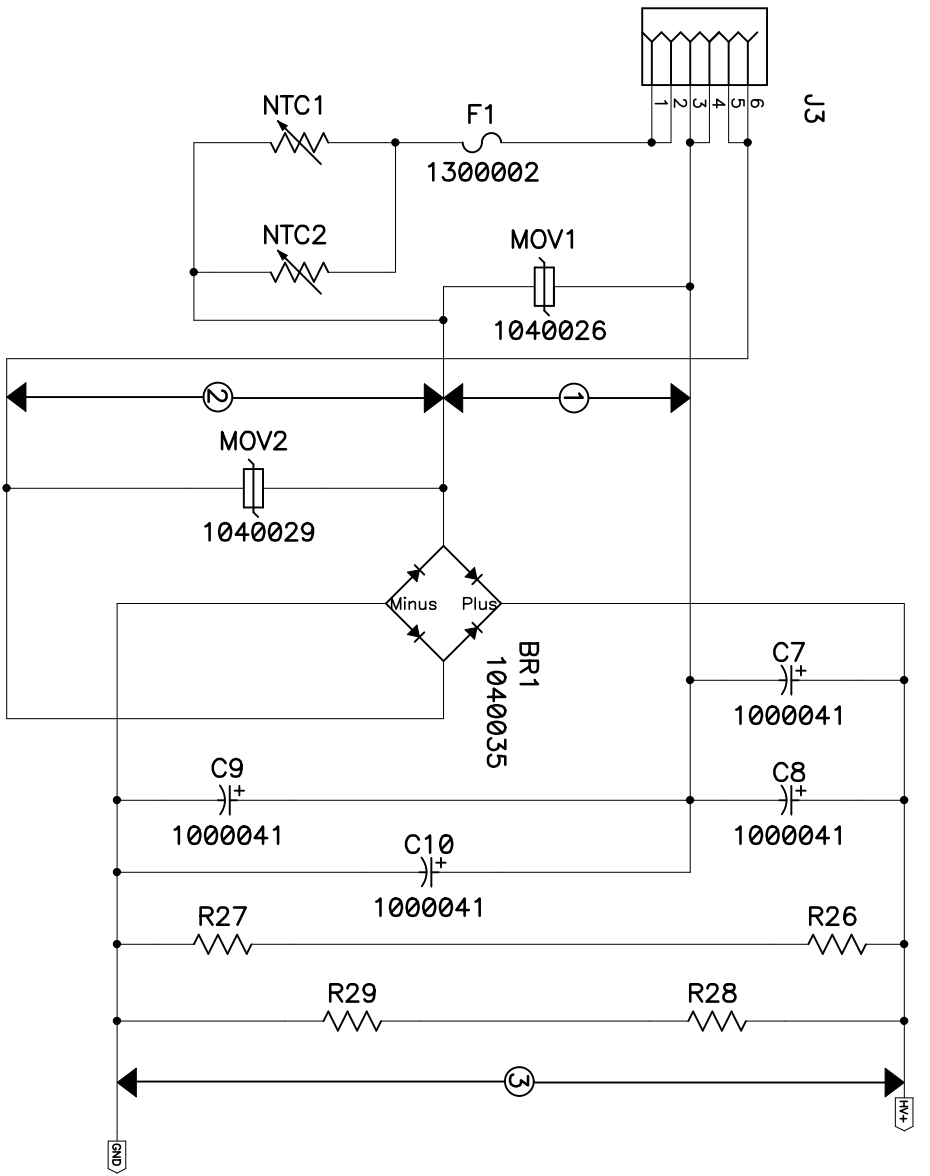 J3
1
2
3
4
5
6
NTC1
F1
1300002
NTC2
MOV1
1040026
2
1
MOV2
1040029
Minus
Plus
BR1
1040035
C7
1000041
C9
1000041
C8
1000041
C10
1000041
R27
R26
R29
R28
3
HV+
GND